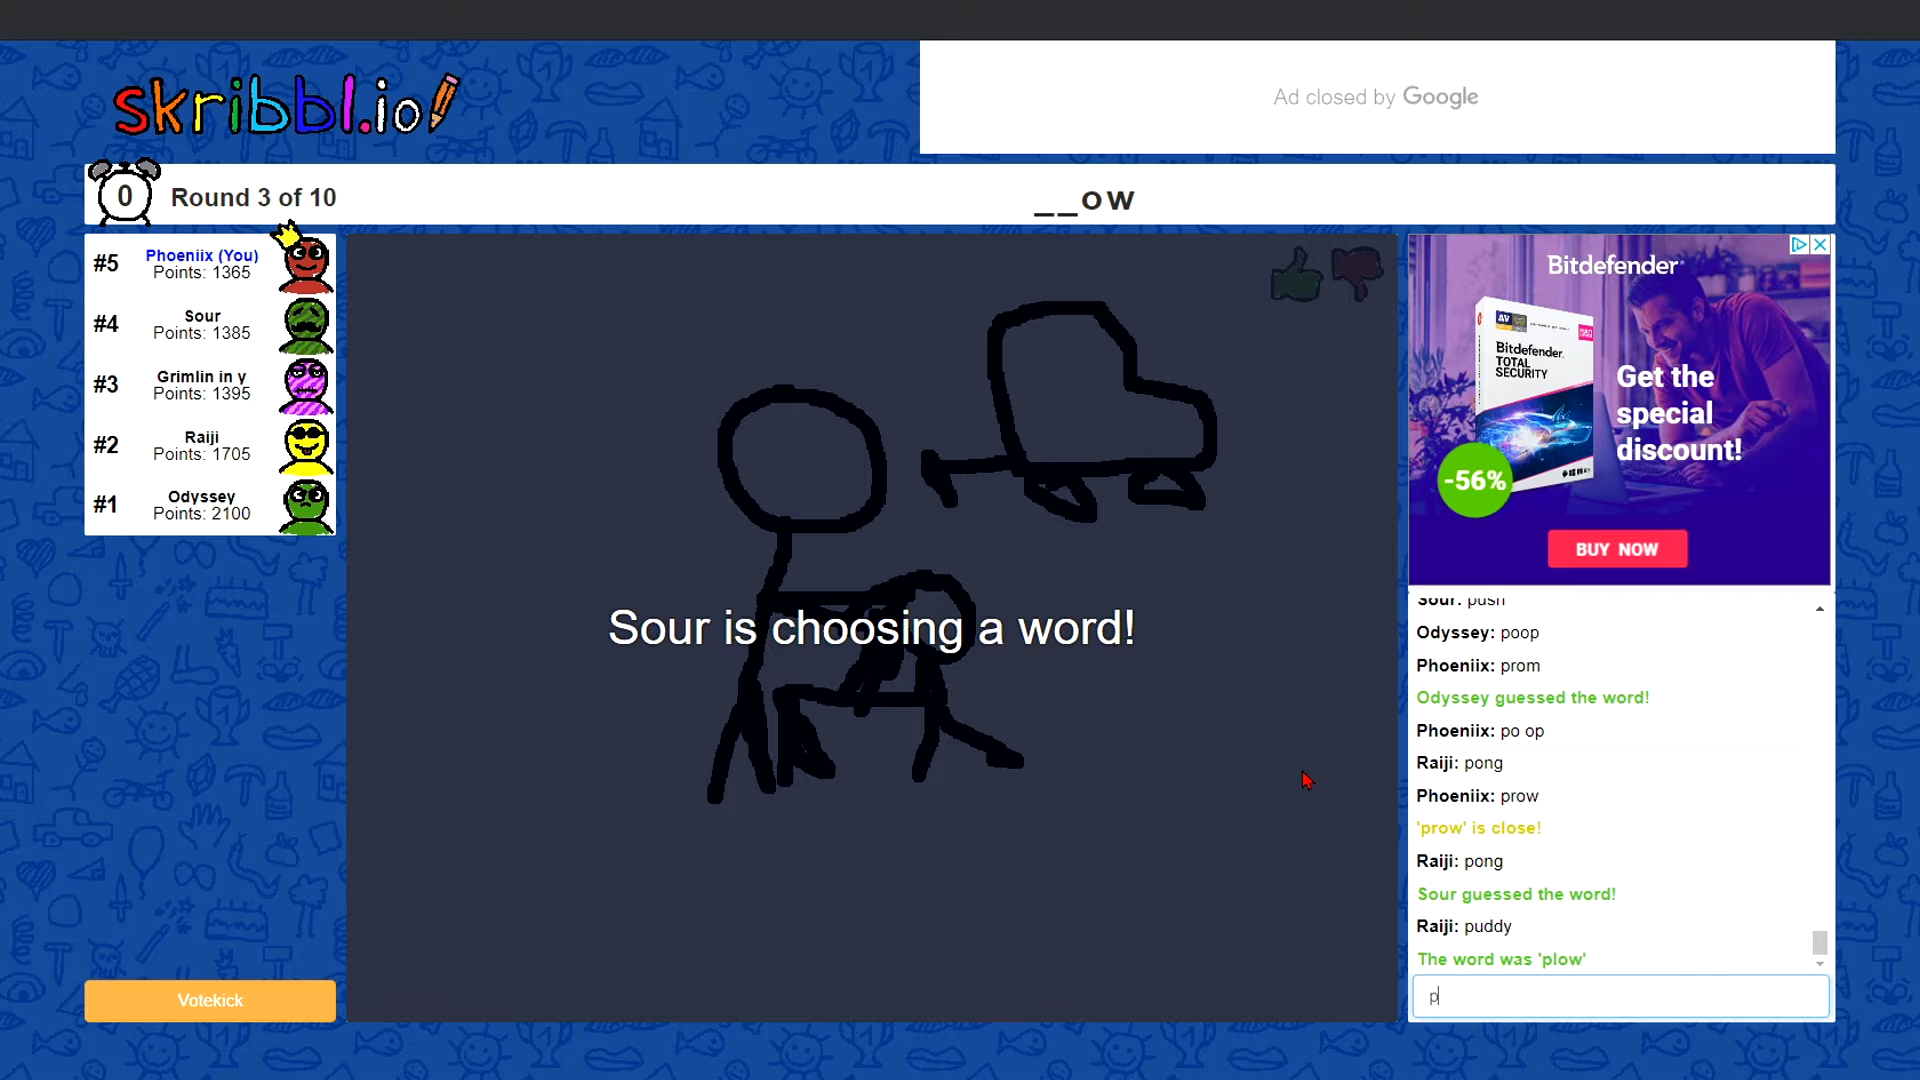 skribbl.io
Ad closed by Google
0
Round 3 of 10
__ow
#5
Phoeniix (You)
Points: 1365
#4
Sour
Points: 1385
#3
Grimlin in y
Points: 1395
#2
Raiji
Points: 1705
#1
Odyssey
Points: 2100
Votekick
Sour is choosing a word!
Bitdefender
Bitdefender
TOTAL
SECURITY
Get the
special
discount!
-56%
BUY NOW
Sour: push
Odyssey: poop
Phoeniix: prom
Odyssey guessed the word!
Phoeniix: po op
Raiji: pong
Phoeniix: prow
'prow' is close!
Raiji: pong
Sour guessed the word!
Raiji: puddy
The word was 'plow'
p